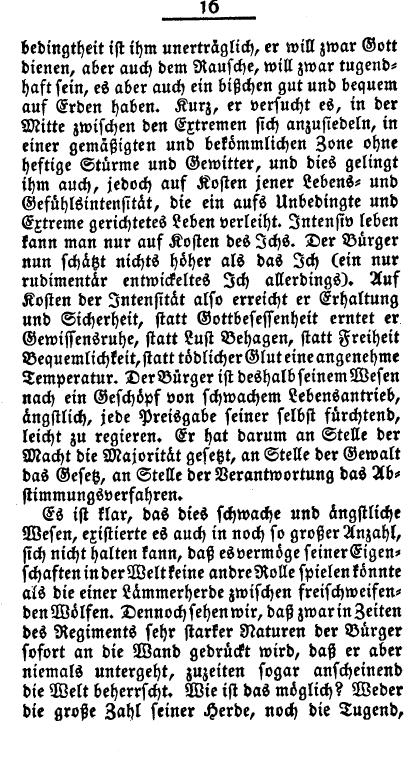 16
bedingtheit ist ihm unerträglich, er will zwar Gott
dienen, aber auch dem Rausche, will zwar tugend-
haft sein, es aber auch ein bißchen gut und bequem
auf Erden haben. Kurz, er versucht es, in der
Mitte zwischen den Extremen sich anzusiedeln, in
einer gemäßigten und bekömmlichen Zone ohne
heftige Stürme und Gewitter, und dies gelingt
ihm auch, jedoch auf Kosten jener Lebens- und
Gefühlsintensität, die ein aufs Unbedingte und
Extreme gerichtetes Leben verleiht. Intensiv leben
kann man nur auf Kosten des Ichs. Der Bürger
nun schätzt nichts höher als das Ich (ein nur
rudimentär entwickeltes Ich allerdings). Auf
Kosten der Intensität also erreicht er Erhaltung
und Sicherheit, statt Gottbesessenheit erntet er
Gewissensruhe, statt Lust Behagen, statt Freiheit
Bequemlichkeit, statt tödlicher Glut eine angenehme
Temperatur. Der Bürger ist deshalb seinem Wesen
nach ein Geschöpf von schwachem Lebensantrieb,
ängstlich, jede Preisgabe seiner selbst fürchtend,
leicht zu regieren. Er hat darum an Stelle der
Macht die Majorität gesetzt, an Stelle der Gewalt
das Gesetz, an Stelle der Verantwortung das Ab-
stimmungsverfahren.
Es ist klar, das dies schwache und ängstliche
Wesen, existierte es auch in noch so großer Anzahl,
sich nicht halten kann, daß es vermöge seiner Eigen-
schaften in der Welt keine andre Rolle spielen könnte
als die einer Lämmerherde zwischen freischweifen-
den Wölfen. Dennoch sehen wir, daß zwar in Zeiten
des Regiments sehr starker Naturen der Bürger
sofort an die Wand gedrückt wird, daß er aber
niemals untergeht, zuzeiten sogar anscheinend
die Welt beherrscht. Wie ist das möglich? Weder
die große Zahl seiner Herde, noch die Tugend,